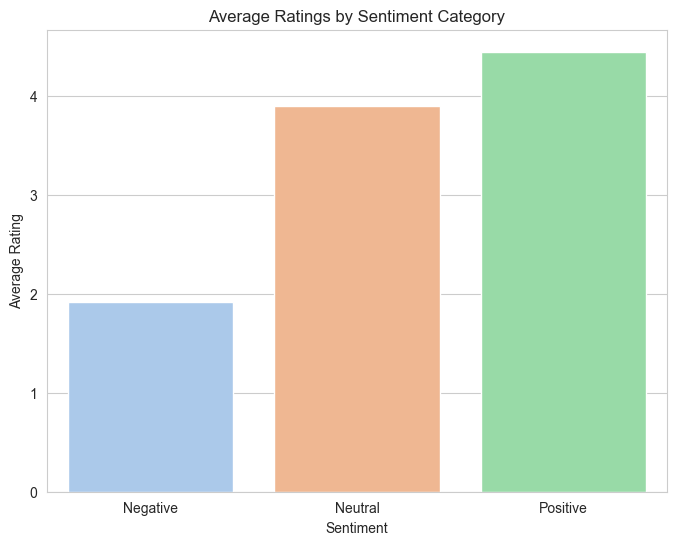 Average Ratings by Sentiment Category
4
3
2
1
0
Average Rating
Negative
Neutral
Positive
Sentiment